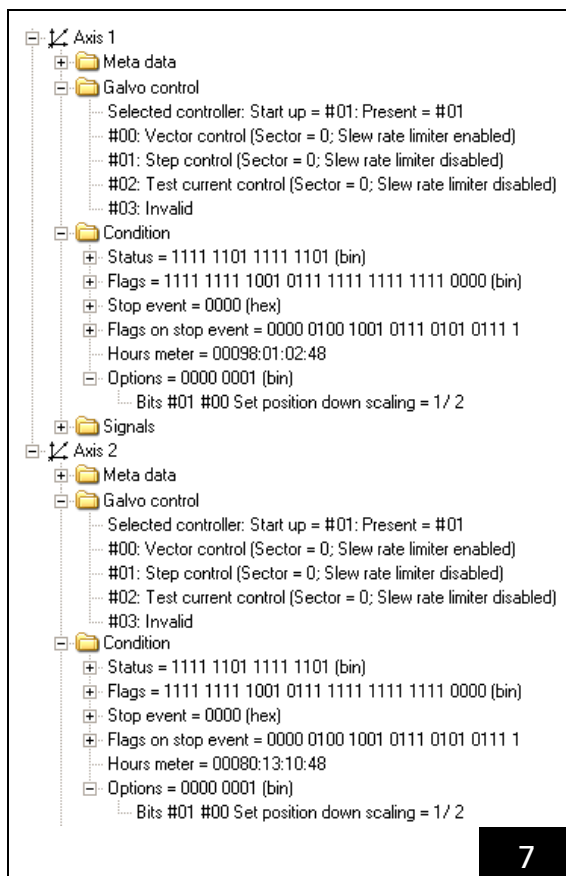 Axis 1
Meta data
Galvo control
Selected controller: Start up = #01: Present = #01
#00: Vector control (Sector = 0; Slew rate limiter enabled)
#01: Step control (Sector = 0; Slew rate limiter disabled)
#02: Test current control (Sector = 0; Slew rate limiter disabled)
#03: Invalid
Condition
Status = 1111 1101 1111 1101 (bin)
Flags = 1111 1111 1001 0111 1111 1111 1111 0000 (bin)
Stop event = 0000 (hex)
Flags on stop event = 0000 0100 1001 0111 0101 0111 1
Hours meter = 00098:01:02:48
Options = 0000 0001 (bin)
Bits #01 #00 Set position down scaling = 1/ 2
Signals
Axis 2
Meta data
Galvo control
Selected controller: Start up = #01: Present = #01
#00: Vector control (Sector = 0; Slew rate limiter enabled)
#01: Step control (Sector = 0; Slew rate limiter disabled)
#02: Test current control (Sector = 0; Slew rate limiter disabled)
#03: Invalid
Condition
Status = 1111 1101 1111 1101 (bin)
Flags = 1111 1111 1001 0111 1111 1111 1111 0000 (bin)
Stop event = 0000 (hex)
Flags on stop event = 0000 0100 1001 0111 0101 0111 1
Hours meter = 00080:13:10:48
Options = 0000 0001 (bin)
Bits #01 #00 Set position down scaling = 1/ 2
7